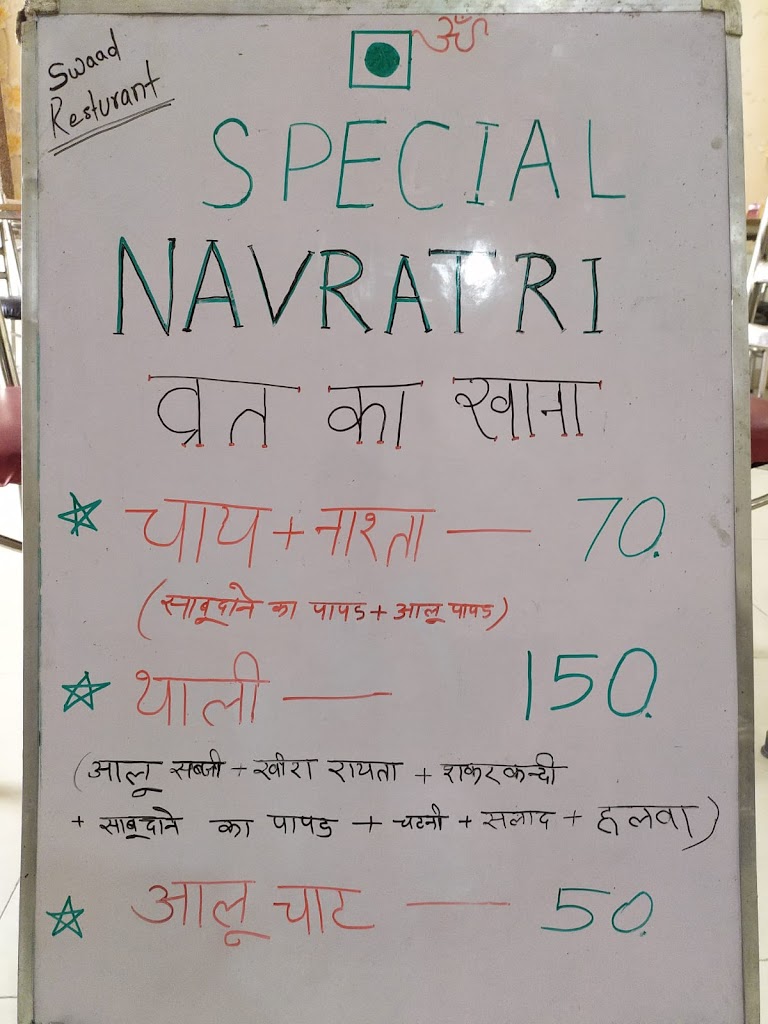 Swaad
Resturant
ॐ
SPECIAL
NAVRATRI
व्रत का खाना
चाय + नाश्ता — 70
(साबूदाने का पापड + आलू पापड)
थाली — 150
(आलू सब्जी + खीरा रायता + शकरकन्दी
+ साबूदाने का पापड + चटनी + सलाद + हलवा)
आलू चाट — 50